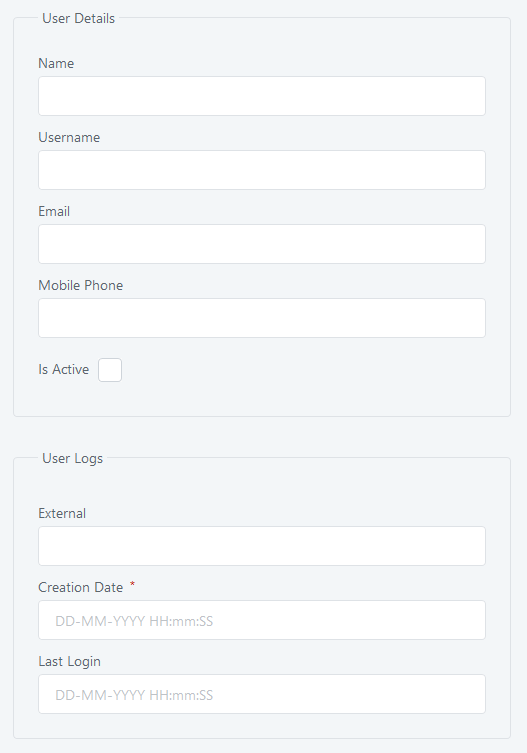 User Details
Name
Username
Email
Mobile Phone
Is Active
User Logs
External
Creation Date *
DD-MM-YYYY HH:mm:SS
Last Login
DD-MM-YYYY HH:mm:SS